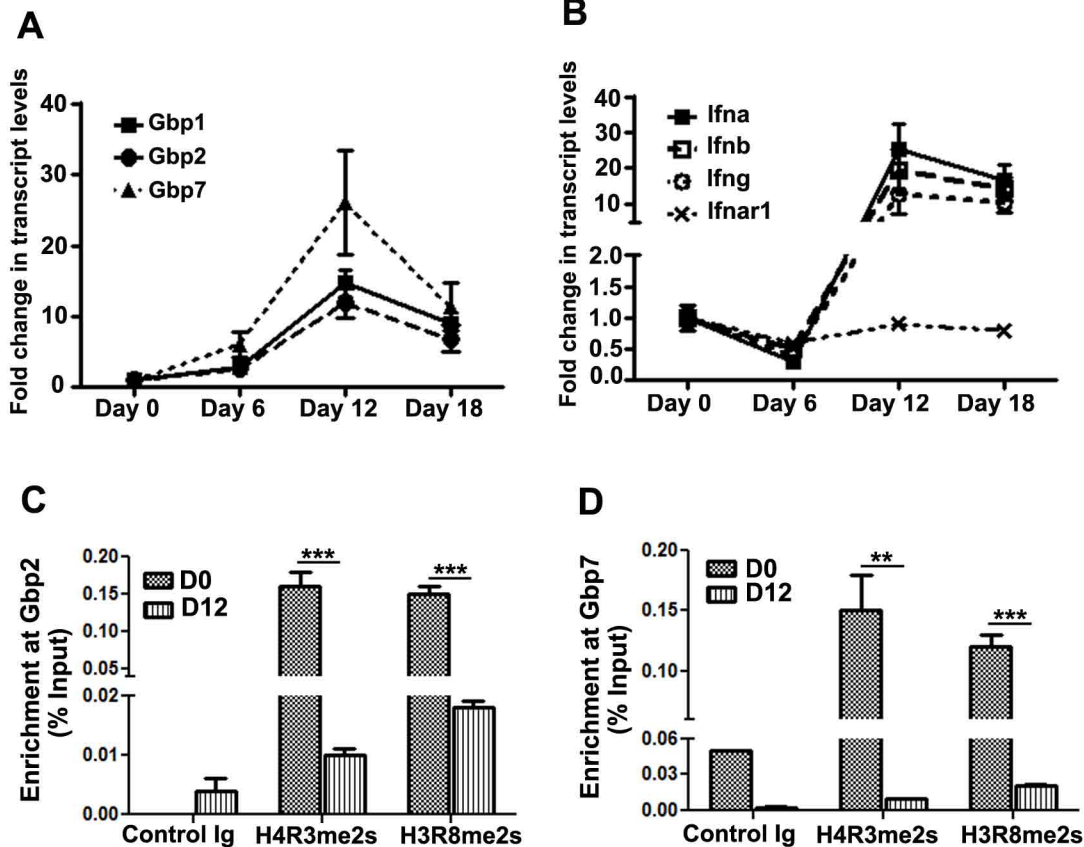 A
Fold change in transcript levels
40
30
20
10
0
Gbp1
Gbp2
Gbp7
Day 0
Day 6
Day 12
Day 18
B
Fold change in transcript levels
40
30
20
10
2.0
1.5
1.0
0.5
0.0
Ifna
Ifnb
Ifng
Ifnar1
Day 0
Day 6
Day 12
Day 18
C
Enrichment at Gbp2
(% Input)
0.20
0.15
0.10
0.05
0.02
0.01
0.00
D0
D12
***
***
Control Ig
H4R3me2s
H3R8me2s
D
Enrichment at Gbp7
(% Input)
0.20
0.15
0.10
0.06
0.03
0.00
D0
D12
**
***
Control Ig
H4R3me2s
H3R8me2s